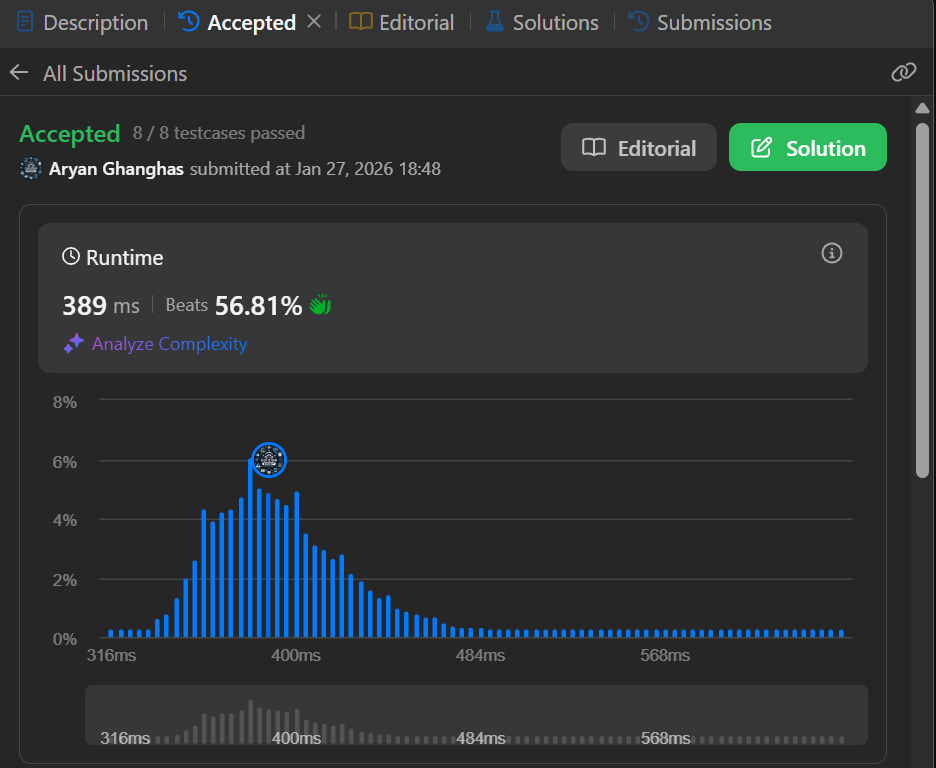 Description Accepted Editorial Solutions Submissions
All Submissions
Accepted 8 / 8 testcases passed
Aryan Ghanghas submitted at Jan 27, 2026 18:48
Editorial
Solution
Runtime
389 ms Beats 56.81%
Analyze Complexity
8%
6%
4%
2%
0%
316ms 400ms 484ms 568ms
316ms 400ms 484ms 568ms